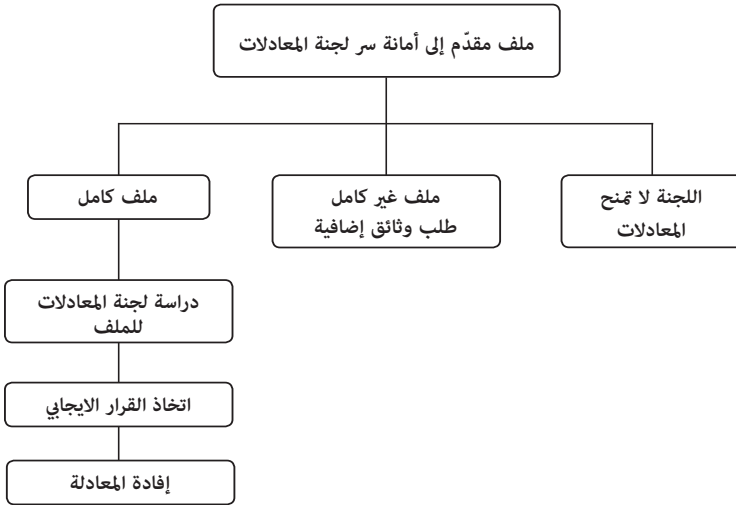 ملف مقدّم إلى أمانة سر لجنة المعادلات
اللجنة لا تمنح
المعادلات
ملف غير كامل
طلب وثائق إضافية
ملف كامل
دراسة لجنة المعادلات
للملف
اتخاذ القرار الايجابي
إفادة المعادلة